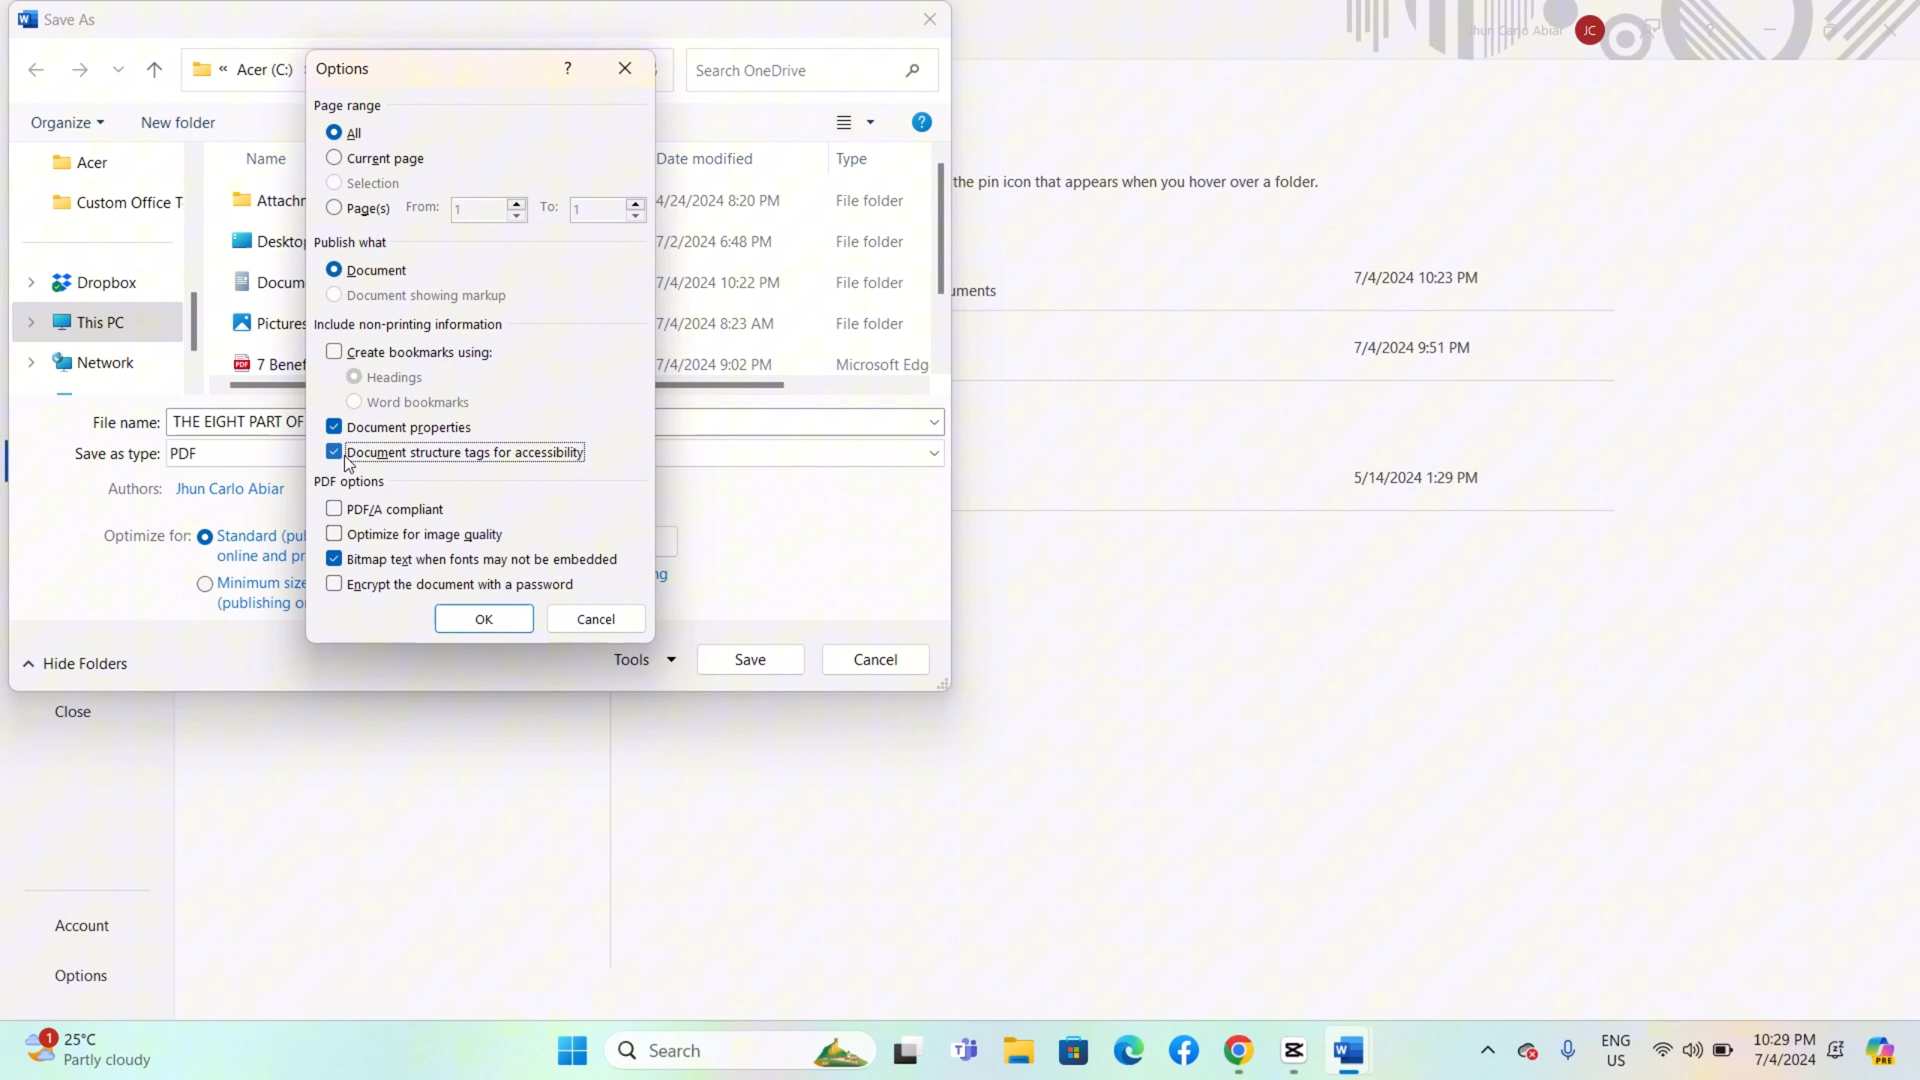 Save As
Jhun Carlo Abiar JC
« Acer (C:)
Search OneDrive
Organize
New folder
Acer
Custom Office T
Dropbox
This PC
Network
Name
Date modified
Type
Attachm
4/24/2024 8:20 PM
File folder
Desktop
7/2/2024 6:48 PM
File folder
Docum
7/4/2024 10:22 PM
File folder
Pictures
7/4/2024 8:23 AM
File folder
7 Benef
7/4/2024 9:02 PM
Microsoft Edg
File name: THE EIGHT PART OF
Save as type: PDF
Authors: Jhun Carlo Abiar
Optimize for: Standard (pu
online and pr
Minimum size
(publishing o
ng
Hide Folders
Tools
Save
Cancel
Options
?
Page range
All
Current page
Selection
Page(s) From: 1 To: 1
Publish what
Document
Document showing markup
Include non-printing information
Create bookmarks using:
Headings
Word bookmarks
Document properties
Document structure tags for accessibility
PDF options
PDF/A compliant
Optimize for image quality
Bitmap text when fonts may not be embedded
Encrypt the document with a password
OK
Cancel
the pin icon that appears when you hover over a folder.
7/4/2024 10:23 PM
uments
7/4/2024 9:51 PM
5/14/2024 1:29 PM
Close
Account
Options
1
25°C
Partly cloudy
Search
ENG
US
10:29 PM
7/4/2024
PRE